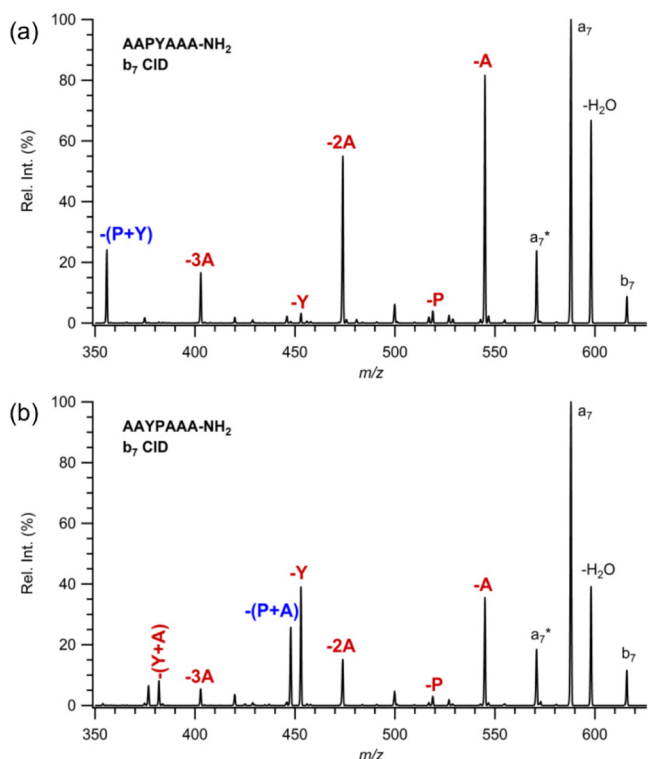 (a)
AAPYAAA-NH₂
b₇ CID
Rel. Int. (%)
100
80
60
40
20
0
-(P+Y)
-3A
-Y
-2A
-P
-A
a₇*
a₇
-H₂O
b₇
350
400
450
500
550
600
m/z
(b)
AAYPAAA-NH₂
b₇ CID
Rel. Int. (%)
100
80
60
40
20
0
-(Y+A)
-3A
-(P+A)
-Y
-2A
-P
-A
a₇*
a₇
-H₂O
b₇
350
400
450
500
550
600
m/z